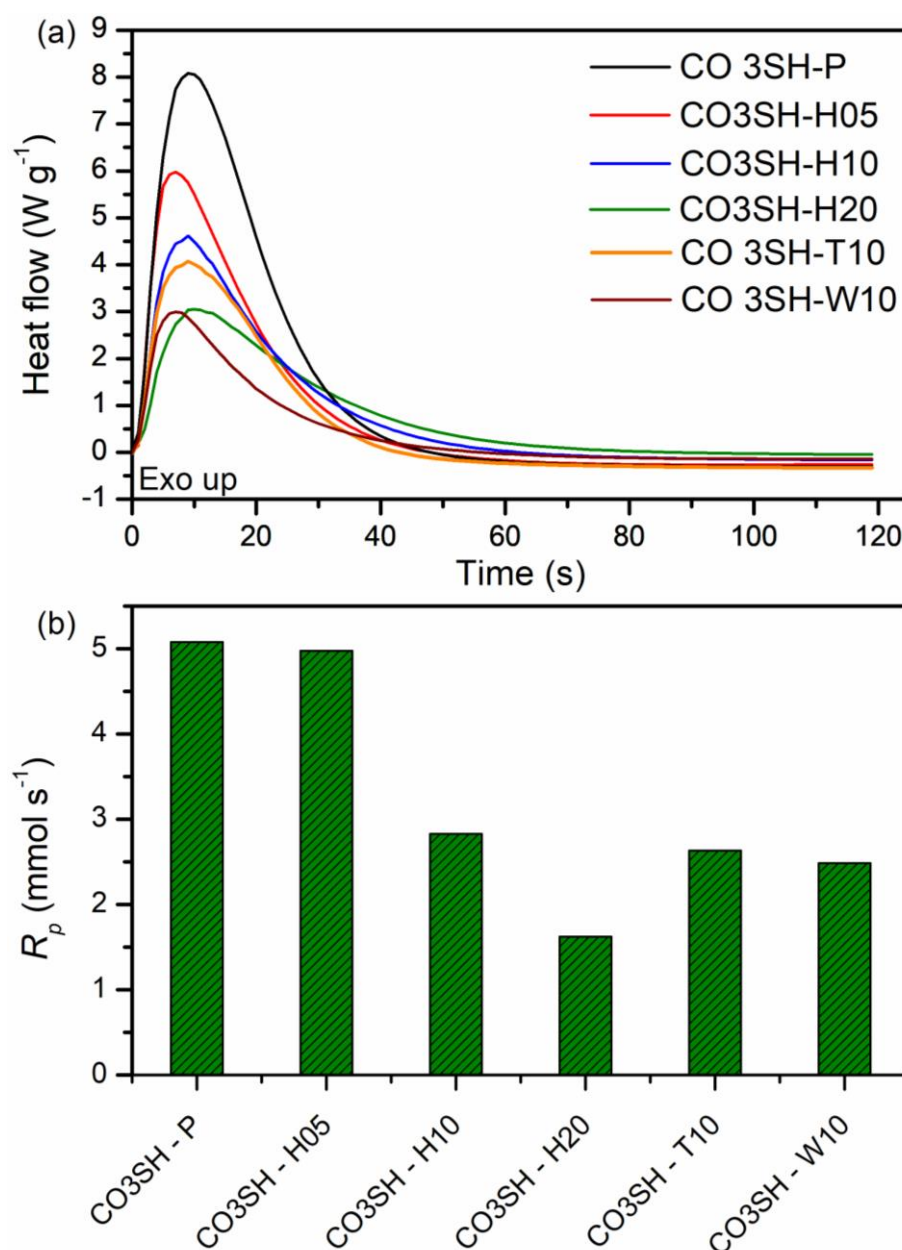 (a)
9
8
7
6
5
4
3
2
1
0
-1
Heat flow (W g⁻¹)
CO 3SH-P
CO3SH-H05
CO3SH-H10
CO3SH-H20
CO 3SH-T10
CO 3SH-W10
Exo up
0 20 40 60 80 100 120
Time (s)
(b)
5
4
3
2
1
0
Rₚ (mmol s⁻¹)
CO3SH - P
CO3SH - H05
CO3SH - H10
CO3SH - H20
CO3SH - T10
CO3SH - W10